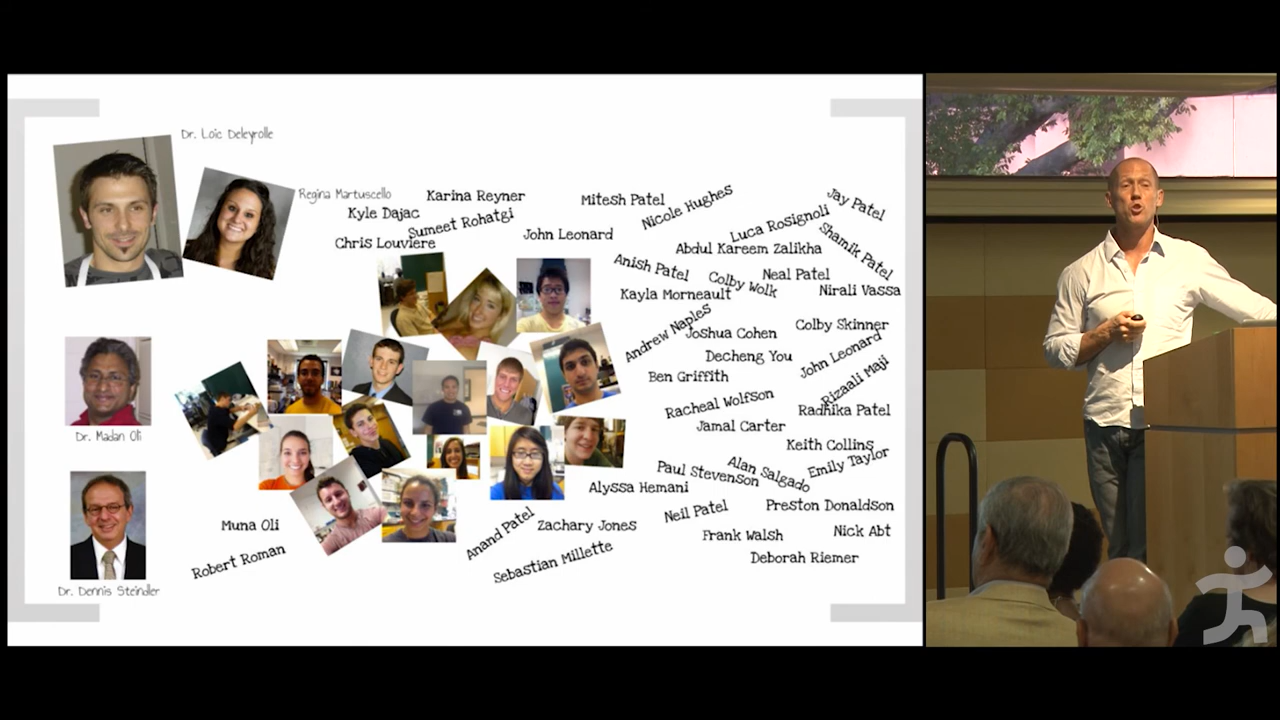 Dr. Loic Deleyrolle
Regina Martuscello
Karina Reyner
Kyle Dajac
Sumeet Rohatgi
Chris Louviere
John Leonard
Mitesh Patel
Nicole Hughes
Jay Patel
Luca Rosignoli
Shamik Patel
Abdul Kareem Zalikha
Anish Patel
Colby Wolk
Neal Patel
Kayla Morneault
Nirali Vassa
Andrew Naples
Joshua Cohen
Colby Skinner
Decheng You
John Leonard
Ben Griffith
Rizaali Maji
Racheal Wolfson
Radhika Patel
Jamal Carter
Keith Collins
Emily Taylor
Paul Stevenson
Alan Salgado
Alyssa Hemani
Neil Patel
Preston Donaldson
Anand Patel
Zachary Jones
Frank Walsh
Nick Abt
Sebastian Millette
Deborah Riemer
Dr. Madan Oli
Muna Oli
Robert Roman
Dr. Dennis Steindler